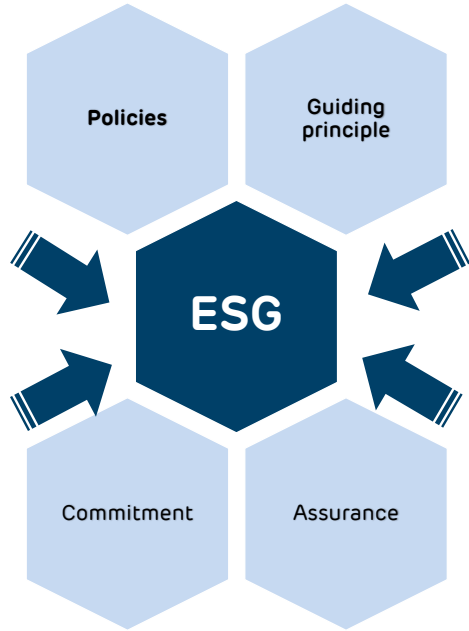 Policies
Guiding
principle
ESG
Commitment
Assurance